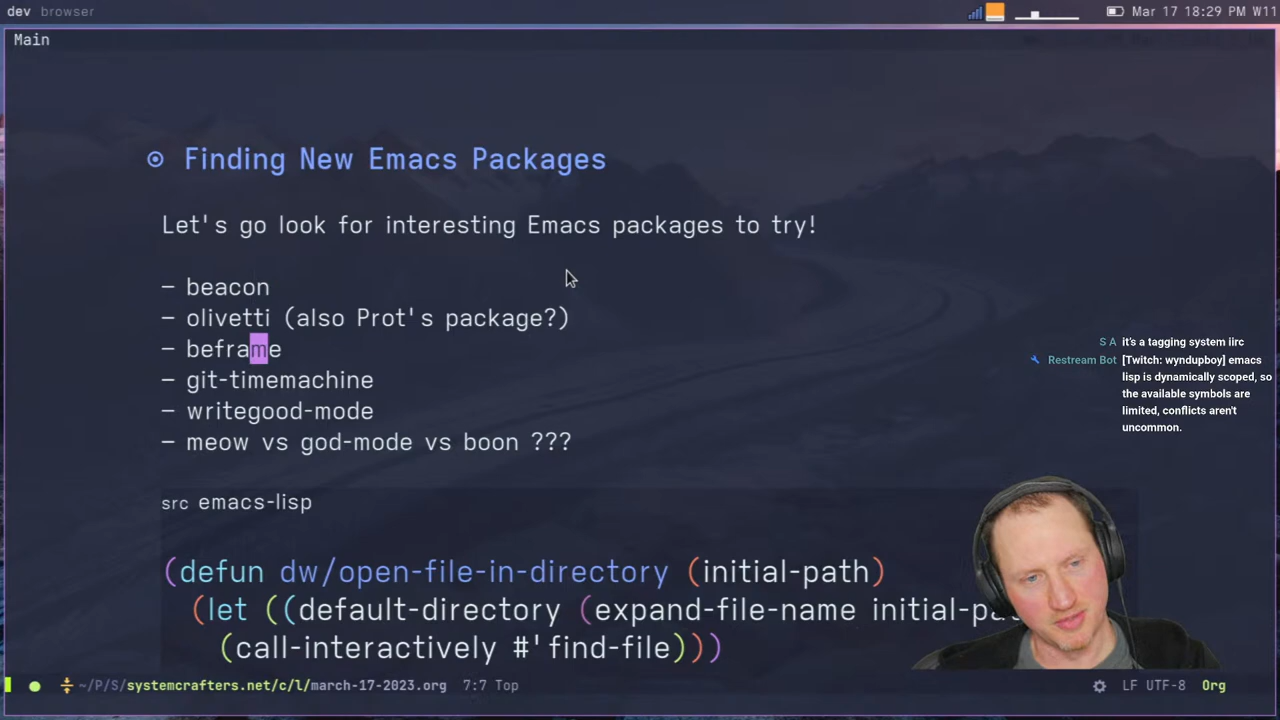 dev browser
Mar 17 18:29 W11
Main
Finding New Emacs Packages
Let's go look for interesting Emacs packages to try!
- beacon
- olivetti (also Prot's package?)
- beframe
- git-timemachine
- writegood-mode
- meow vs god-mode vs boon ???
S A it's a tagging system iirc
Restream Bot [Twitch: wyndupboy] emacs
lisp is dynamically scoped, so
the available symbols are
limited, conflicts aren't
uncommon.
src emacs-lisp
(defun dw/open-file-in-directory (initial-path)
(let ((default-directory (expand-file-name
(call-interactively #'find-file)))
~/P/S/systemcrafters.net/c/l/march-17-2023.org 7:7 Top
LF UTF-8 Org